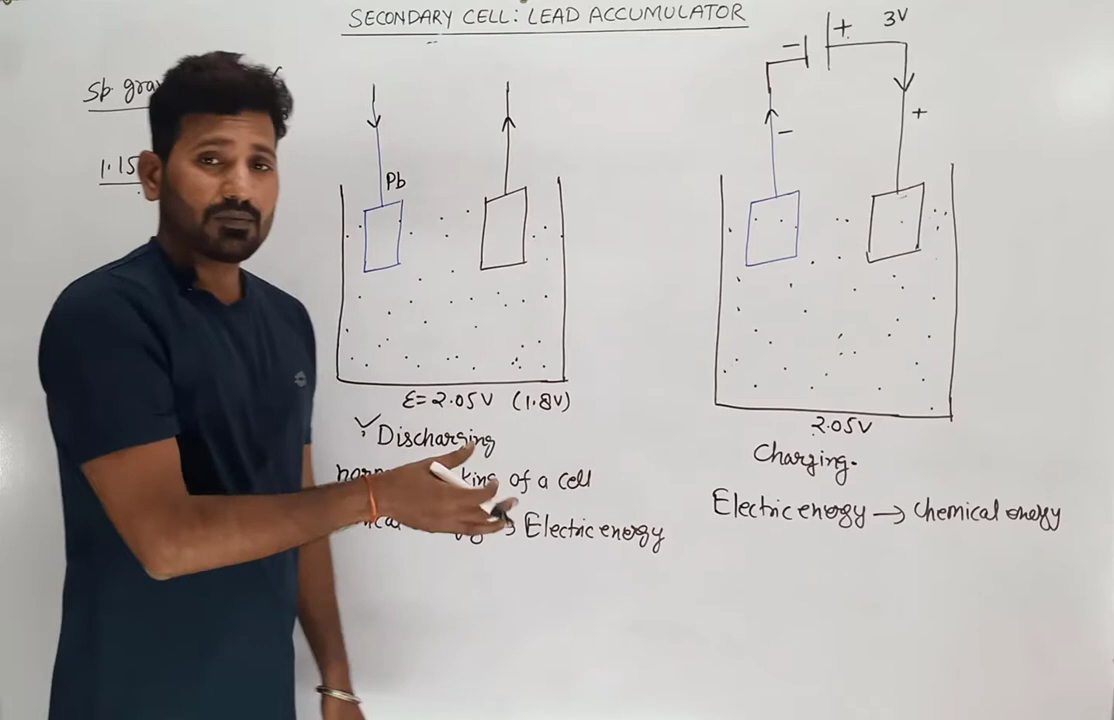 SECONDARY CELL: LEAD ACCUMULATOR
Sp gra
1.15
Pb
ε=2.05V (1.8V)
Discharging
of a cell
→ Electric energy
- + 3V
- +
2.05V
Charging.
Electric energy → Chemical energy